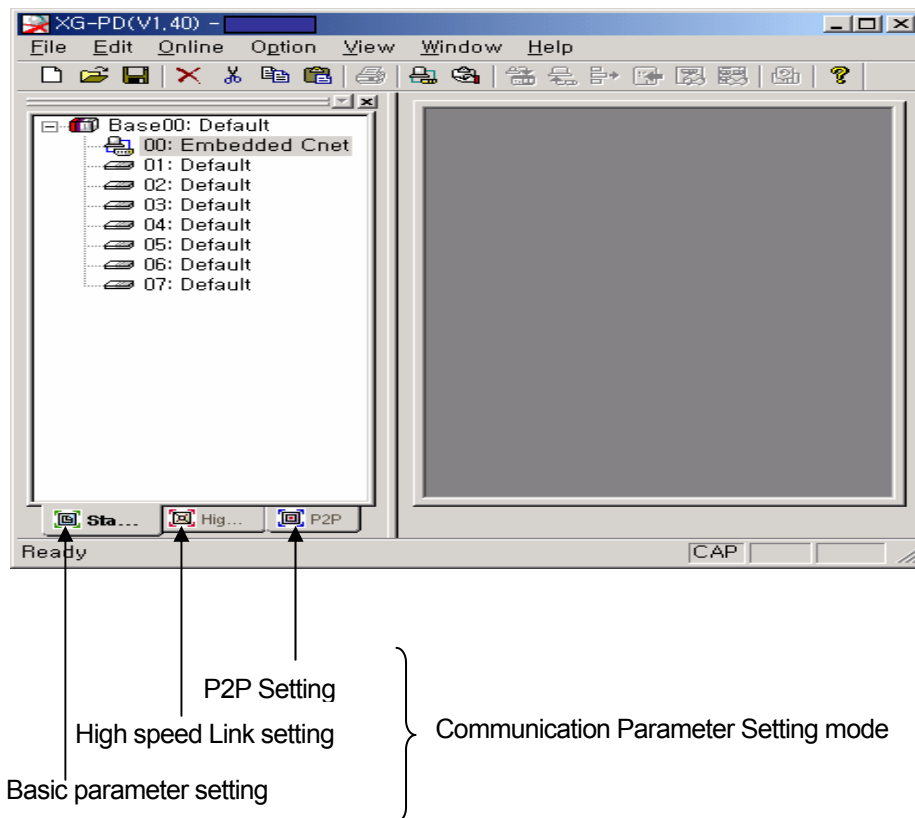 XG-PD(V1,40) -
File Edit Online Option View Window Help
Base00: Default
00: Embedded Cnet
01: Default
02: Default
03: Default
04: Default
05: Default
06: Default
07: Default
Sta... Hig... P2P
Ready CAP
P2P Setting
High speed Link setting
Communication Parameter Setting mode
Basic parameter setting